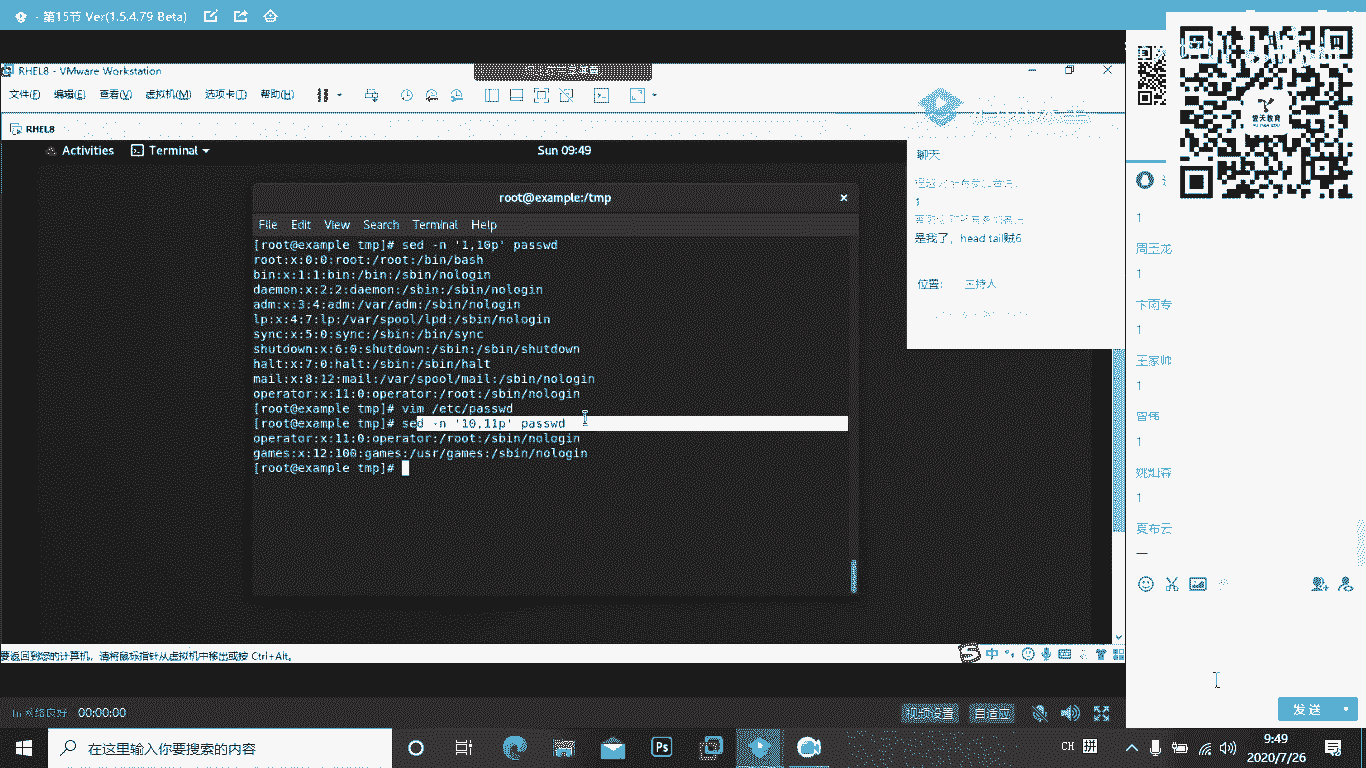 - 第15节 Ver(1.5.4.79 Beta)
RHEL8 - VMware Workstation
文件(F) 编辑(E) 查看(V) 虚拟机(M) 选项卡(T) 帮助(H)
RHEL8
Activities Terminal Sun 09:49
root@example:/tmp
File Edit View Search Terminal Help
[root@example tmp]# sed -n '1,10p' passwd
root:x:0:0:root:/root:/bin/bash
bin:x:1:1:bin:/bin:/sbin/nologin
daemon:x:2:2:daemon:/sbin:/sbin/nologin
adm:x:3:4:adm:/var/adm:/sbin/nologin
lp:x:4:7:lp:/var/spool/lpd:/sbin/nologin
sync:x:5:0:sync:/sbin:/bin/sync
shutdown:x:6:0:shutdown:/sbin:/sbin/shutdown
halt:x:7:0:halt:/sbin:/sbin/halt
mail:x:8:12:mail:/var/spool/mail:/sbin/nologin
operator:x:11:0:operator:/root:/sbin/nologin
[root@example tmp]# vim /etc/passwd
[root@example tmp]# sed -n '10,11p' passwd
operator:x:11:0:operator:/root:/sbin/nologin
games:x:12:100:games:/usr/games:/sbin/nologin
[root@example tmp]#
聊天
1
是我了，head tail贼6
位置: 主持人
1
周玉龙
1
卞雨专
1
王家帅
1
曾伟
1
1
夏布云
一
要返回到您的计算机，请将鼠标指针从虚拟机中移出或按 Ctrl+Alt。
中
网络良好 00:00:00
视频设置 自适应
发送
在这里输入你要搜索的内容
CH 拼
9:49
2020/7/26